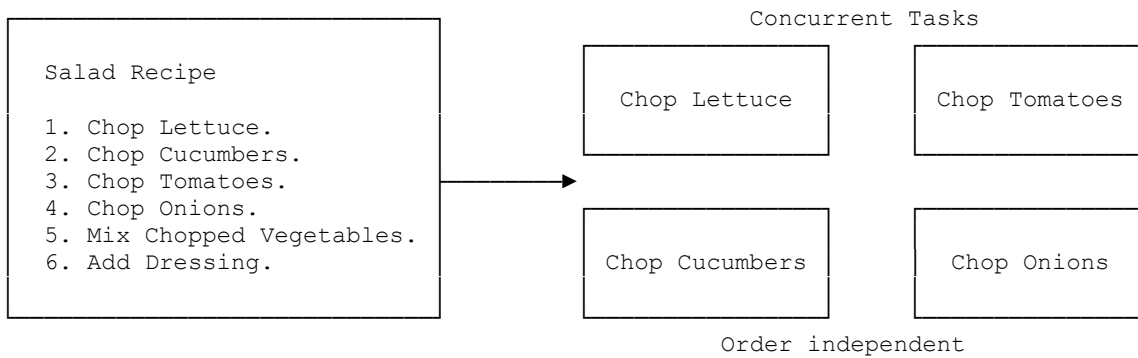 Salad Recipe
1. Chop Lettuce.
2. Chop Cucumbers.
3. Chop Tomatoes.
4. Chop Onions.
5. Mix Chopped Vegetables.
6. Add Dressing.
Concurrent Tasks
Chop Lettuce
Chop Tomatoes
Chop Cucumbers
Chop Onions
Order independent